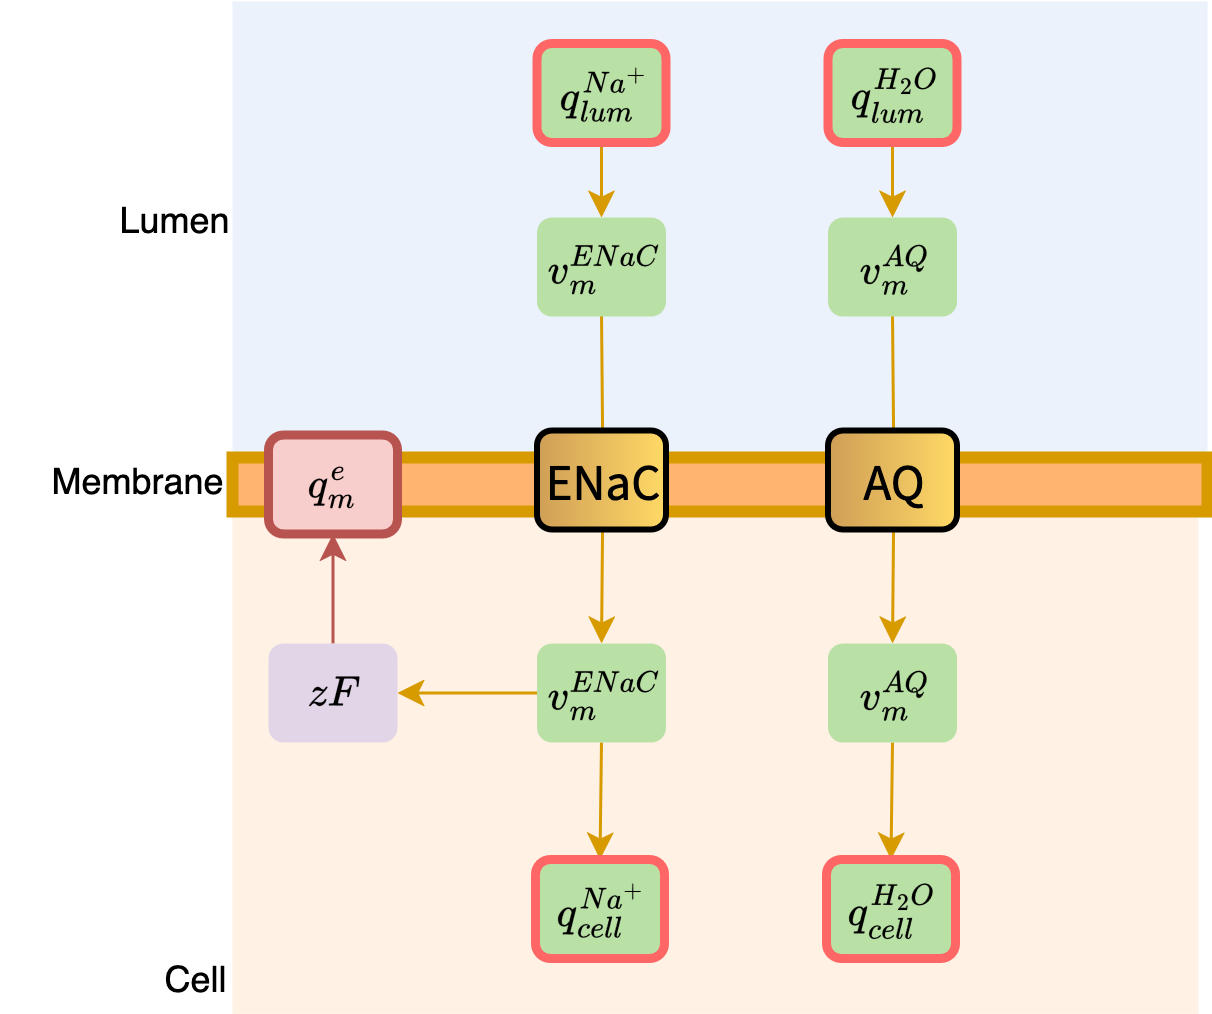 $q_{lum}^{Na^+}$ $q_{lum}^{H_2O}$
Lumen
$v_m^{ENaC}$ $v_m^{AQ}$
Membrane
$q_m^e$ ENaC AQ
$zF$ $v_m^{ENaC}$ $v_m^{AQ}$
$q_{cell}^{Na^+}$ $q_{cell}^{H_2O}$
Cell